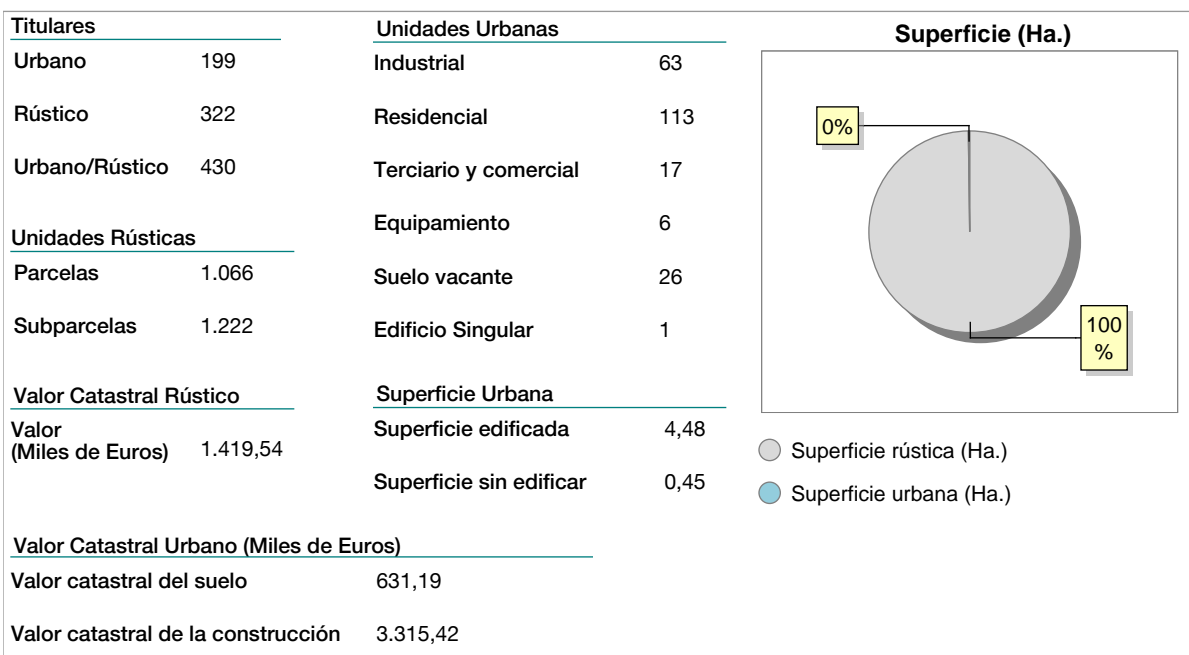 Titulares
Urbano 199
Rústico 322
Urbano/Rústico 430
Unidades Rústicas
Parcelas 1.066
Subparcelas 1.222
Valor Catastral Rústico
Valor
(Miles de Euros) 1.419,54
Unidades Urbanas
Industrial 63
Residencial 113
Terciario y comercial 17
Equipamiento 6
Suelo vacante 26
Edificio Singular 1
Superficie Urbana
Superficie edificada 4,48
Superficie sin edificar 0,45
Valor Catastral Urbano (Miles de Euros)
Valor catastral del suelo 631,19
Valor catastral de la construcción 3.315,42
Superficie (Ha.)
0%
100
%
Superficie rústica (Ha.)
Superficie urbana (Ha.)